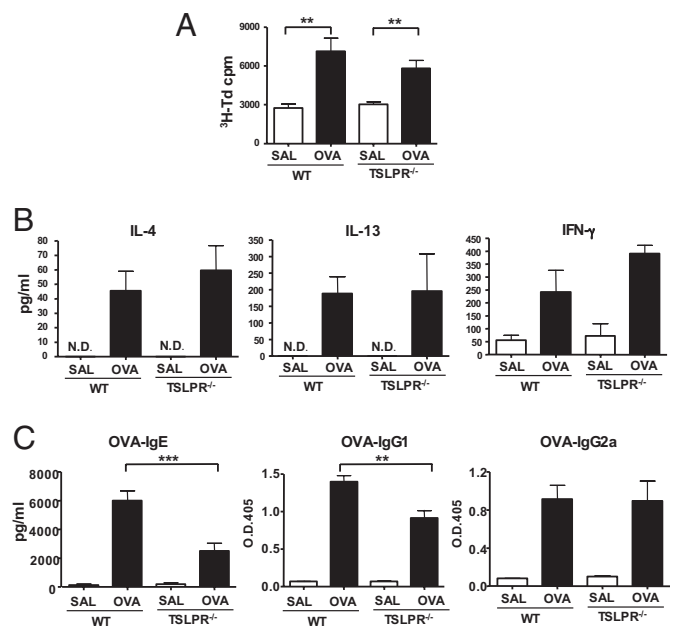 A
** **
³H-Td cpm
9000
6000
3000
0
SAL OVA SAL OVA
WT TSLPR-/-
B
IL-4
pg/ml
80
70
60
50
40
30
20
10
0
N.D. N.D.
SAL OVA SAL OVA
WT TSLPR-/-
IL-13
350
300
250
200
150
100
50
0
N.D. N.D.
SAL OVA SAL OVA
WT TSLPR-/-
IFN-γ
450
400
350
300
250
200
150
100
50
0
SAL OVA SAL OVA
WT TSLPR-/-
C
OVA-IgE
***
pg/ml
8000
6000
4000
2000
0
SAL OVA SAL OVA
WT TSLPR-/-
OVA-IgG1
**
O.D.405
1.5
1.0
0.5
0.0
SAL OVA SAL OVA
WT TSLPR-/-
OVA-IgG2a
O.D.405
1.2
0.8
0.4
0.0
SAL OVA SAL OVA
WT TSLPR-/-